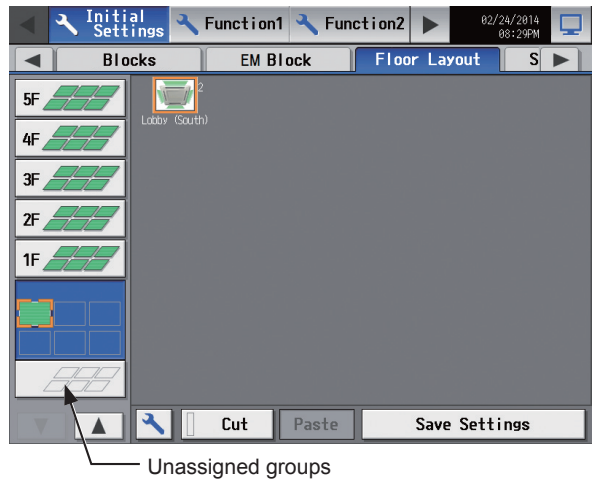 Initial
Settings
Function1
Function2
02/24/2014
08:29PM
Blocks
EM Block
Floor Layout
S
5F
2
Lobby (South)
4F
3F
2F
1F
Cut
Paste
Save Settings
Unassigned groups